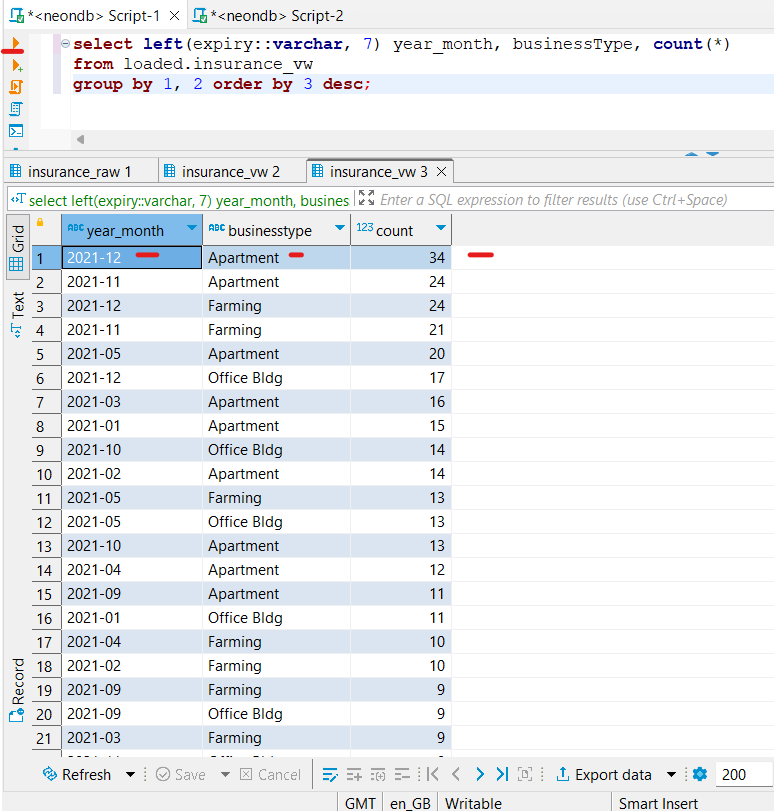 *<neondb> Script-1 *<neondb> Script-2
select left(expiry::varchar, 7) year_month, businessType, count(*)
from loaded.insurance_vw
group by 1, 2 order by 3 desc;
insurance_raw 1 insurance_vw 2 insurance_vw 3
select left(expiry::varchar, 7) year_month, busines Enter a SQL expression to filter results (use Ctrl+Space)
Grid
Text
Record
ABC year_month ABC businesstype 123 count
1 2021-12 Apartment 34
2 2021-11 Apartment 24
3 2021-12 Farming 24
4 2021-11 Farming 21
5 2021-05 Apartment 20
6 2021-12 Office Bldg 17
7 2021-03 Apartment 16
8 2021-01 Apartment 15
9 2021-10 Office Bldg 14
10 2021-02 Apartment 14
11 2021-05 Farming 13
12 2021-05 Office Bldg 13
13 2021-10 Apartment 13
14 2021-04 Apartment 12
15 2021-09 Apartment 11
16 2021-01 Office Bldg 11
17 2021-04 Farming 10
18 2021-02 Farming 10
19 2021-09 Farming 9
20 2021-09 Office Bldg 9
21 2021-03 Farming 9
Refresh Save Cancel Export data 200
GMT en_GB Writable Smart Insert